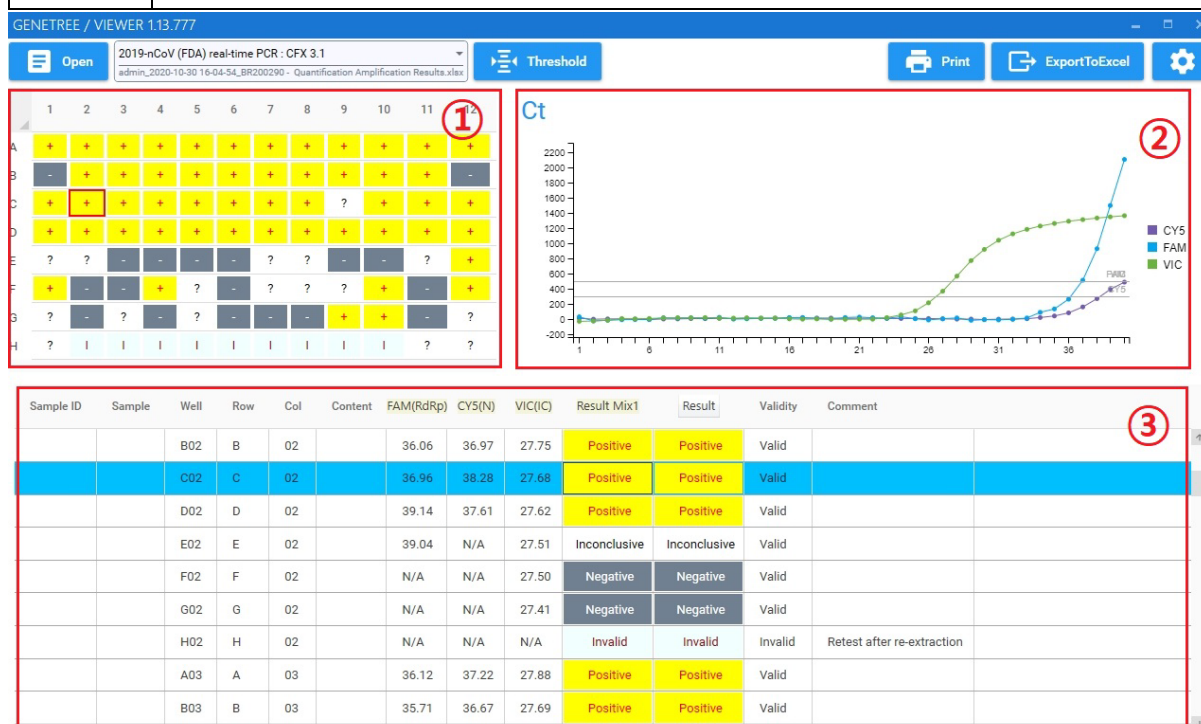 GENETREE / VIEWER 1.13.777
Open
2019-nCoV (FDA) real-time PCR : CFX 3.1
admin_2020-10-30 16-04-54_BR200290 - Quantification Amplification Results.xlsx
Threshold
Print
ExportToExcel
1 2 3 4 5 6 7 8 9 10 11 12
①
A + + + + + + + + + + + +
B - + + + + + + + + + + -
C + + + + + + + + ? + + +
D + + + + + + + + + + + +
E ? ? - - - - ? ? - - ? +
F + - - + ? - ? ? ? + - +
G ? - ? - ? - - - + + - ?
H ? I I I I I I I I I ? ?
Ct
②
2200
2000
1800
1600
1400
1200
1000
800
600
400
200
0
-200
1 6 11 16 21 26 31 36
CY5
CY5
FAM
VIC
③
Sample ID Sample Well Row Col Content FAM(RdRp) CY5(N) VIC(IC) Result Mix1 Result Validity Comment
B02 B 02 36.06 36.97 27.75 Positive Positive Valid
C02 C 02 36.96 38.28 27.68 Positive Positive Valid
D02 D 02 39.14 37.61 27.62 Positive Positive Valid
E02 E 02 39.04 N/A 27.51 Inconclusive Inconclusive Valid
F02 F 02 N/A N/A 27.50 Negative Negative Valid
G02 G 02 N/A N/A 27.41 Negative Negative Valid
H02 H 02 N/A N/A N/A Invalid Invalid Invalid Retest after re-extraction
A03 A 03 36.12 37.22 27.88 Positive Positive Valid
B03 B 03 35.71 36.67 27.69 Positive Positive Valid